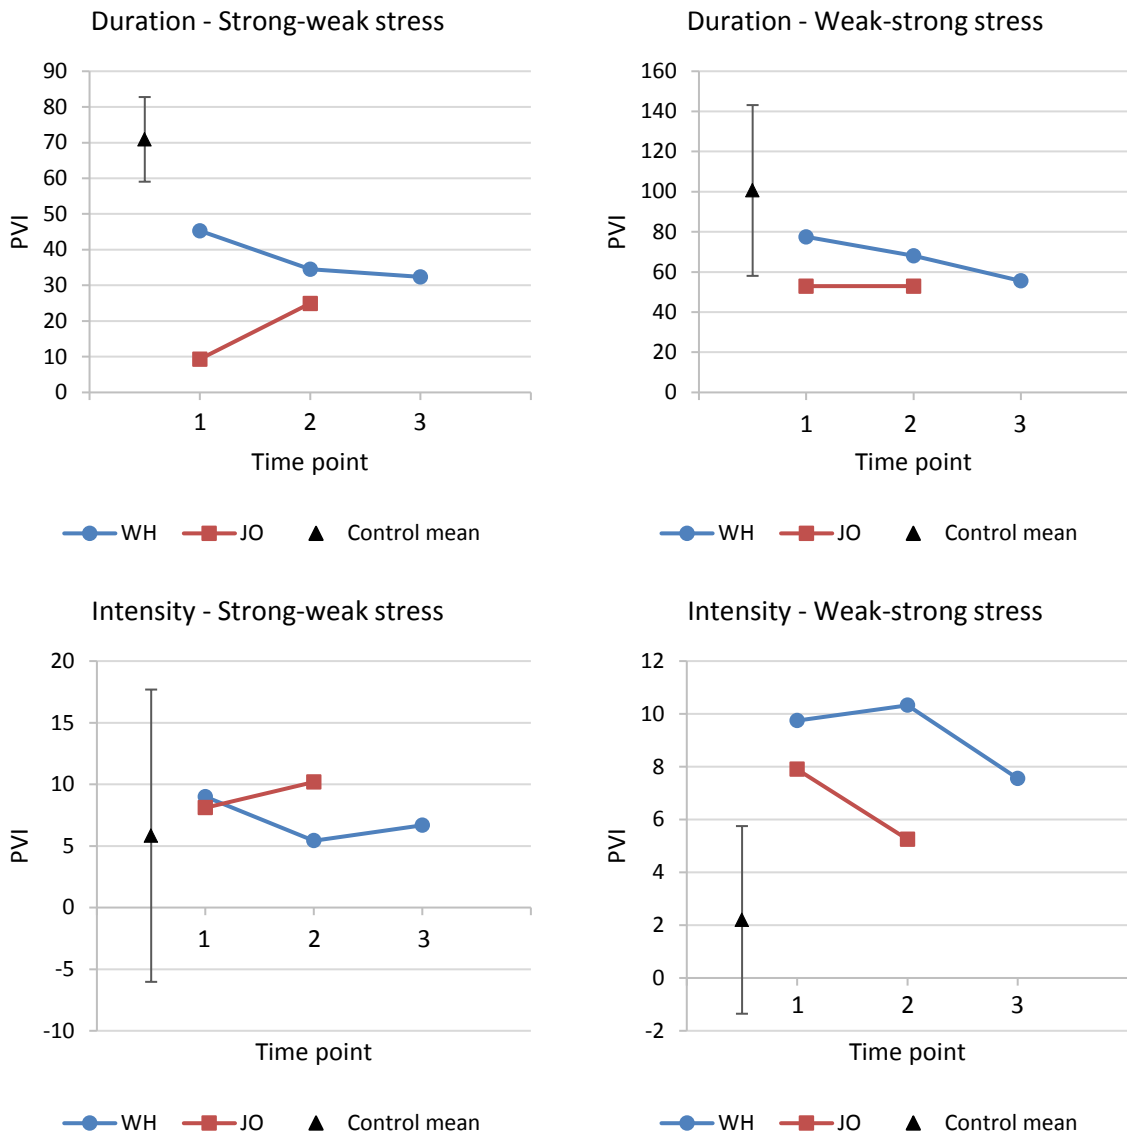 Duration - Strong-weak stress
90
80
70
60
50
40
30
20
10
0
PVI
1 2 3
Time point
WH JO Control mean
Duration - Weak-strong stress
160
140
120
100
80
60
40
20
0
PVI
1 2 3
Time point
WH JO Control mean
Intensity - Strong-weak stress
20
15
10
5
0
-5
-10
PVI
1 2 3
Time point
WH JO Control mean
Intensity - Weak-strong stress
12
10
8
6
4
2
0
-2
PVI
1 2 3
Time point
WH JO Control mean